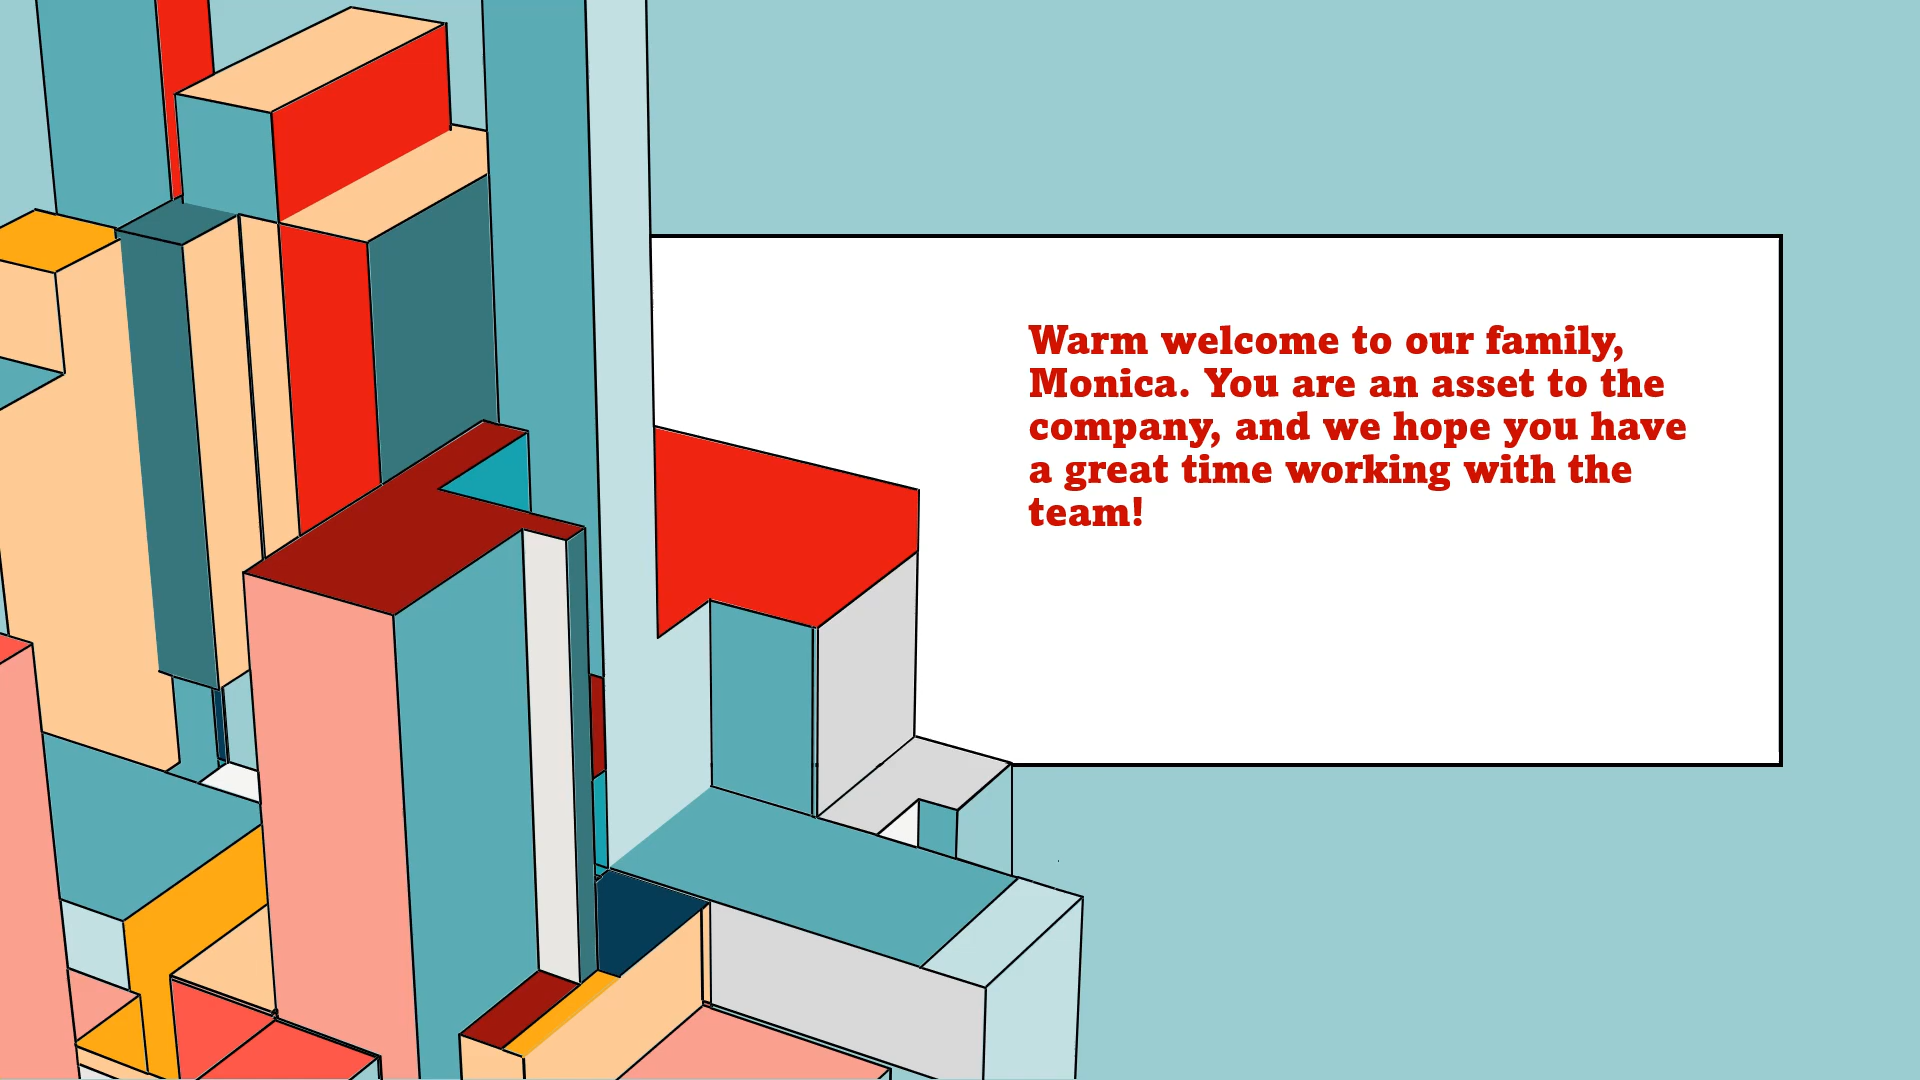 Warm welcome to our family,
Monica. You are an asset to the
company, and we hope you have
a great time working with the
team!